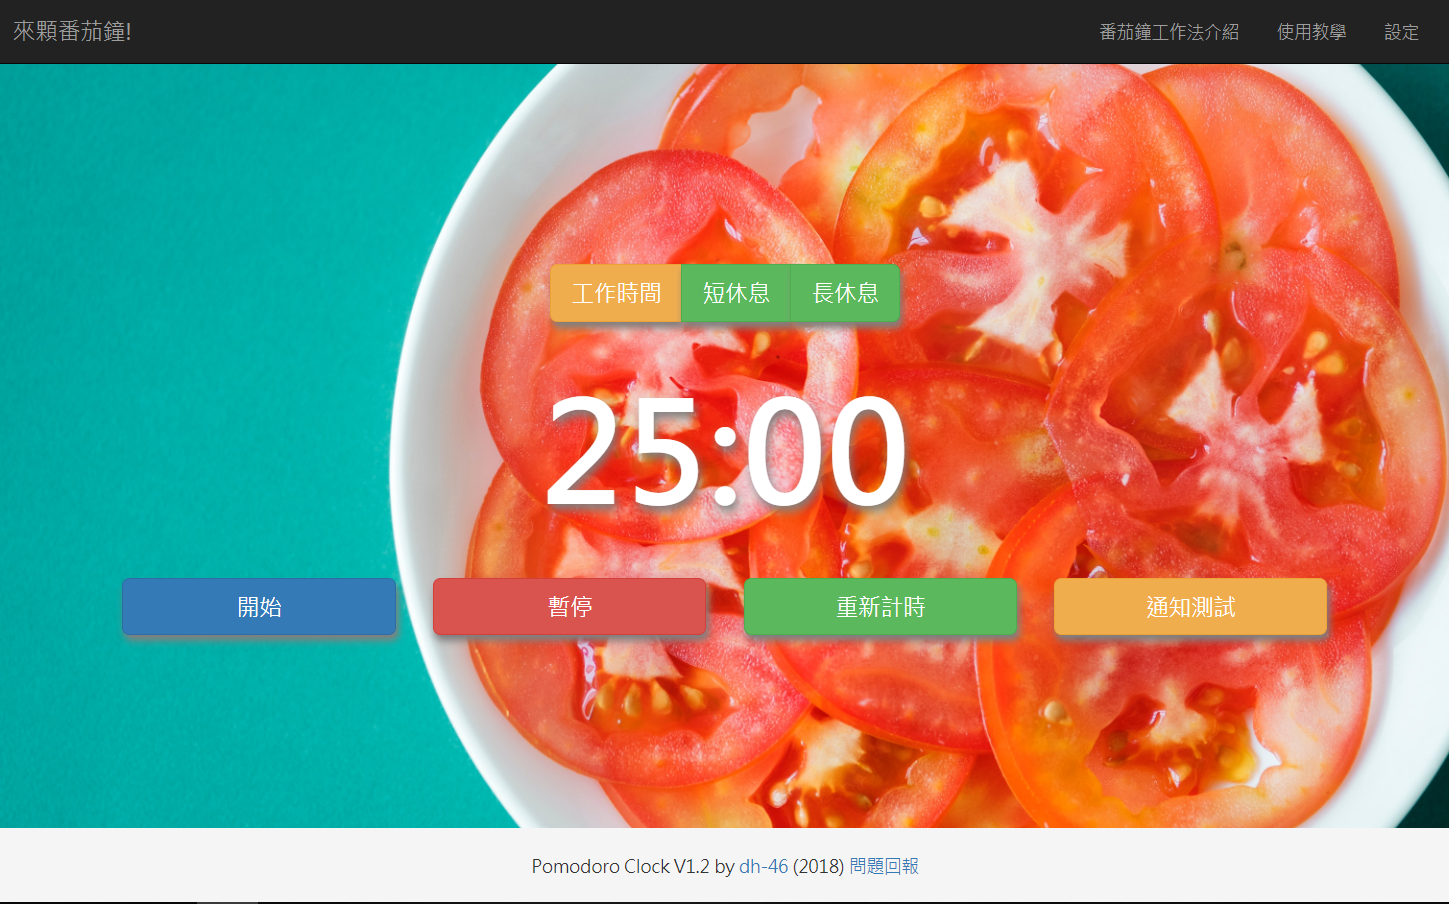 來顆番茄鐘!
番茄鐘工作法介紹 使用教學 設定
工作時間 短休息 長休息
25:00
開始 暫停 重新計時 通知測試
Pomodoro Clock V1.2 by dh-46 (2018) 問題回報